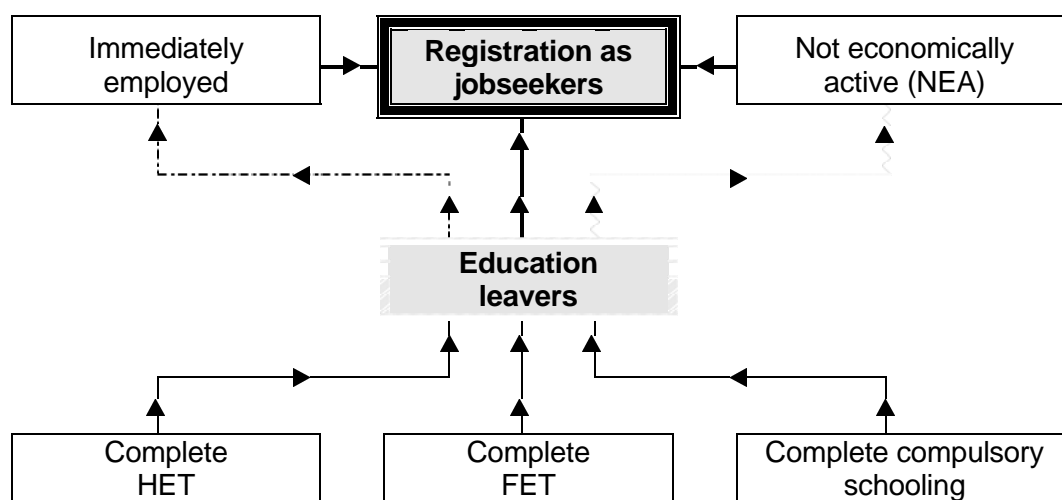 Immediately
employed
Registration as
jobseekers
Not economically
active (NEA)
Education
leavers
Complete
HET
Complete
FET
Complete compulsory
schooling